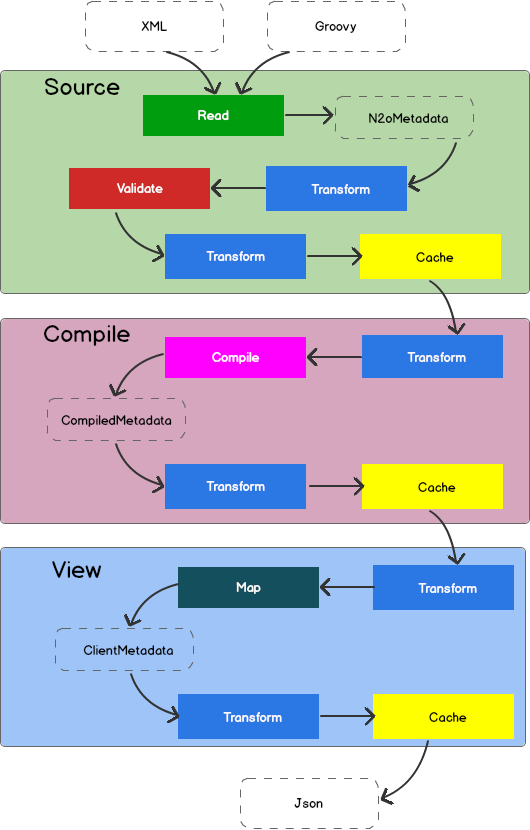 XML
Groovy
Source
Read
N2oMetadata
Validate
Transform
Transform
Cache
Compile
Compile
Transform
CompiledMetadata
Transform
Cache
View
Map
Transform
ClientMetadata
Transform
Cache
Json